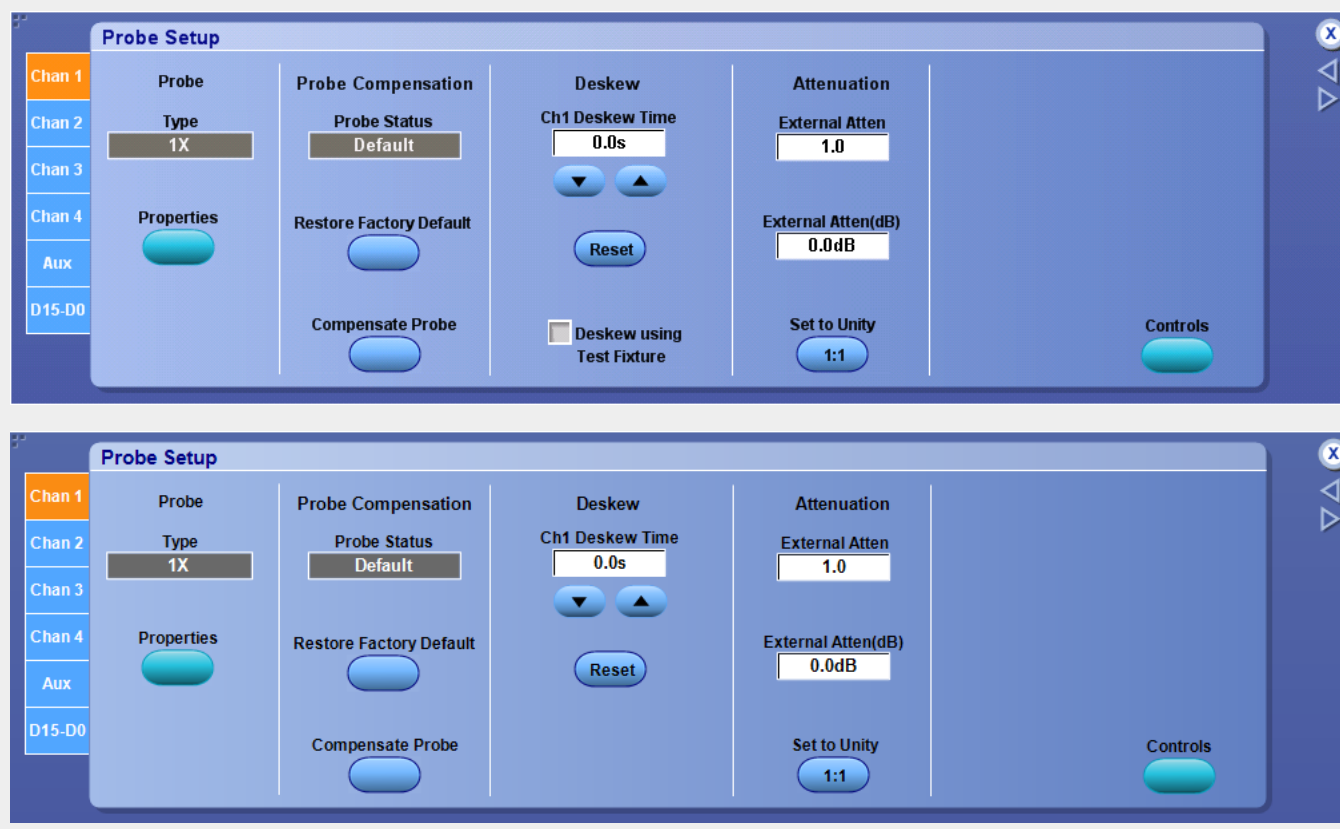 Probe Setup
X
Chan 1
Chan 2
Chan 3
Chan 4
Aux
D15-D0
Probe
Type
1X
Properties
Probe Compensation
Probe Status
Default
Restore Factory Default
Compensate Probe
Deskew
Ch1 Deskew Time
0.0s
Reset
Deskew using
Test Fixture
Attenuation
External Atten
1.0
External Atten(dB)
0.0dB
Set to Unity
1:1
Controls
Probe Setup
X
Chan 1
Chan 2
Chan 3
Chan 4
Aux
D15-D0
Probe
Type
1X
Properties
Probe Compensation
Probe Status
Default
Restore Factory Default
Compensate Probe
Deskew
Ch1 Deskew Time
0.0s
Reset
Attenuation
External Atten
1.0
External Atten(dB)
0.0dB
Set to Unity
1:1
Controls